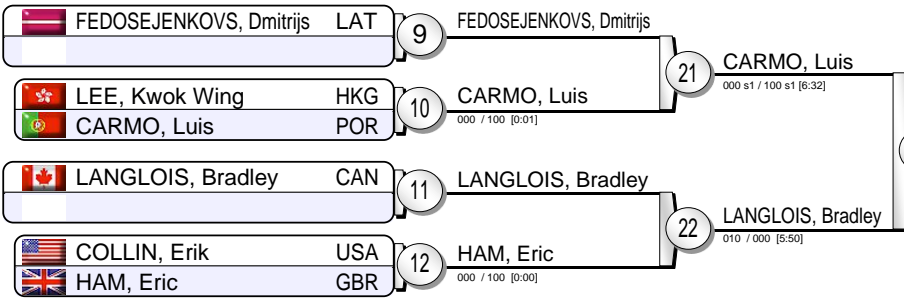 FEDOSEJENKOVS, Dmitrijs LAT
9
FEDOSEJENKOVS, Dmitrijs
LEE, Kwok Wing HKG
CARMO, Luis POR
10
CARMO, Luis
000 / 100 [0:01]
21
CARMO, Luis
000 s1 / 100 s1 [6:32]
LANGLOIS, Bradley CAN
11
LANGLOIS, Bradley
COLLIN, Erik USA
HAM, Eric GBR
12
HAM, Eric
000 / 100 [0:00]
22
LANGLOIS, Bradley
010 / 000 [5:50]